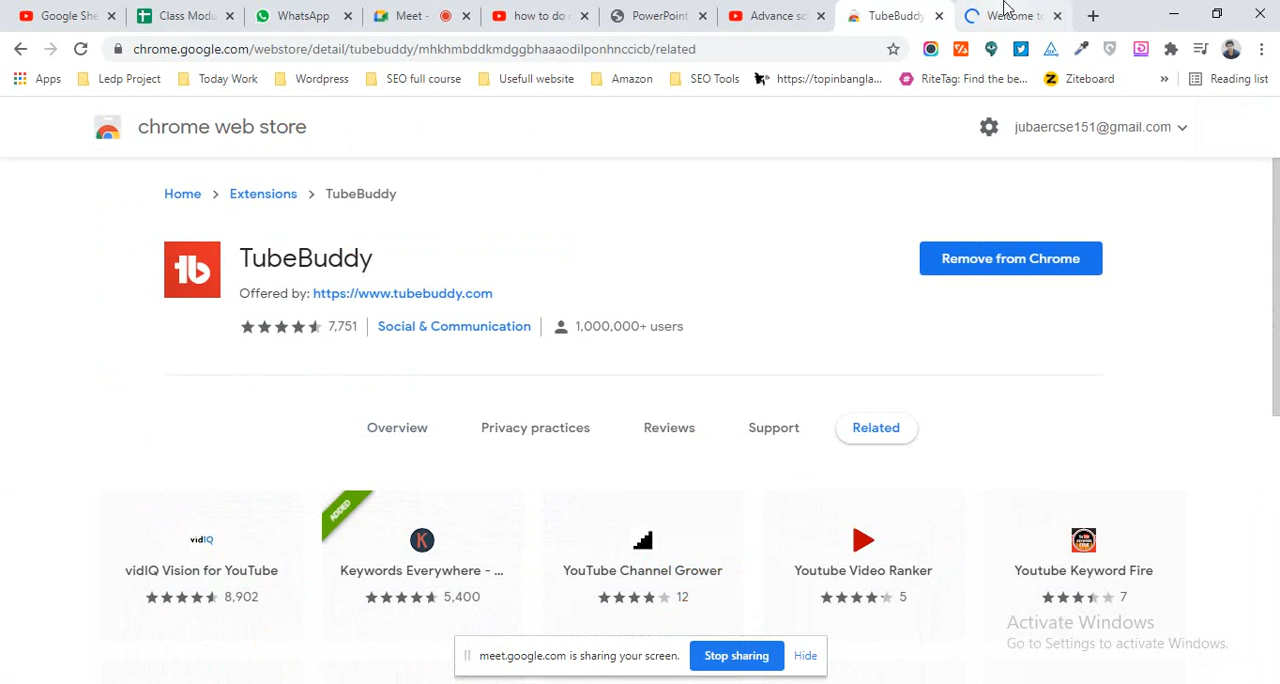 Google She
Class Modu
WhatsApp
Meet -
how to do
PowerPoint
Advance sc
TubeBuddy
Welcome to
chrome.google.com/webstore/detail/tubebuddy/mhkhmbddkmdggbhaaaodilponhnccicb/related
Apps
Ledp Project
Today Work
Wordpress
SEO full course
Usefull website
Amazon
SEO Tools
https://topinbangla...
RiteTag: Find the be...
Ziteboard
»
Reading list
chrome web store
jubaercse151@gmail.com
Home > Extensions > TubeBuddy
tb
TubeBuddy
Remove from Chrome
Offered by: https://www.tubebuddy.com
7,751
Social & Communication
1,000,000+ users
Overview
Privacy practices
Reviews
Support
Related
ADDED
vidIQ
K
vidIQ Vision for YouTube
Keywords Everywhere - ...
YouTube Channel Grower
Youtube Video Ranker
Youtube Keyword Fire
8,902
5,400
12
5
7
Activate Windows
Go to Settings to activate Windows.
meet.google.com is sharing your screen.
Stop sharing
Hide